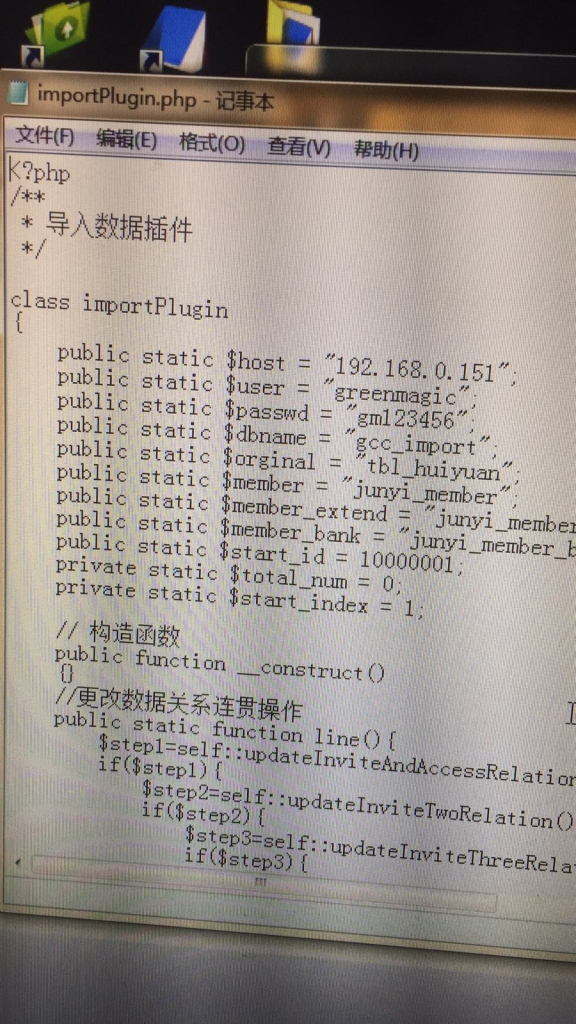 importPlugin.php - 记事本
文件(F) 编辑(E) 格式(O) 查看(V) 帮助(H)
<?php
/**
 * 导入数据插件
 */
class importPlugin
{
public static $host = "192.168.0.151";
public static $user = "greenmagic";
public static $passwd = "gm123456";
public static $dbname = "gcc_import";
public static $orginal = "tbl_huiyuan";
public static $member = "junyi_member";
public static $member_extend = "junyi_member
public static $member_bank = "junyi_member_b
public static $start_id = 10000001;
private static $total_num = 0;
private static $start_index = 1;
// 构造函数
public function __construct()
{}
//更改数据关系连贯操作
public static function line(){
$step1=self::updateInviteAndAccessRelation
if($step1){
$step2=self::updateInviteTwoRelation()
if($step2){
$step3=self::updateInviteThreeRela
if($step3){